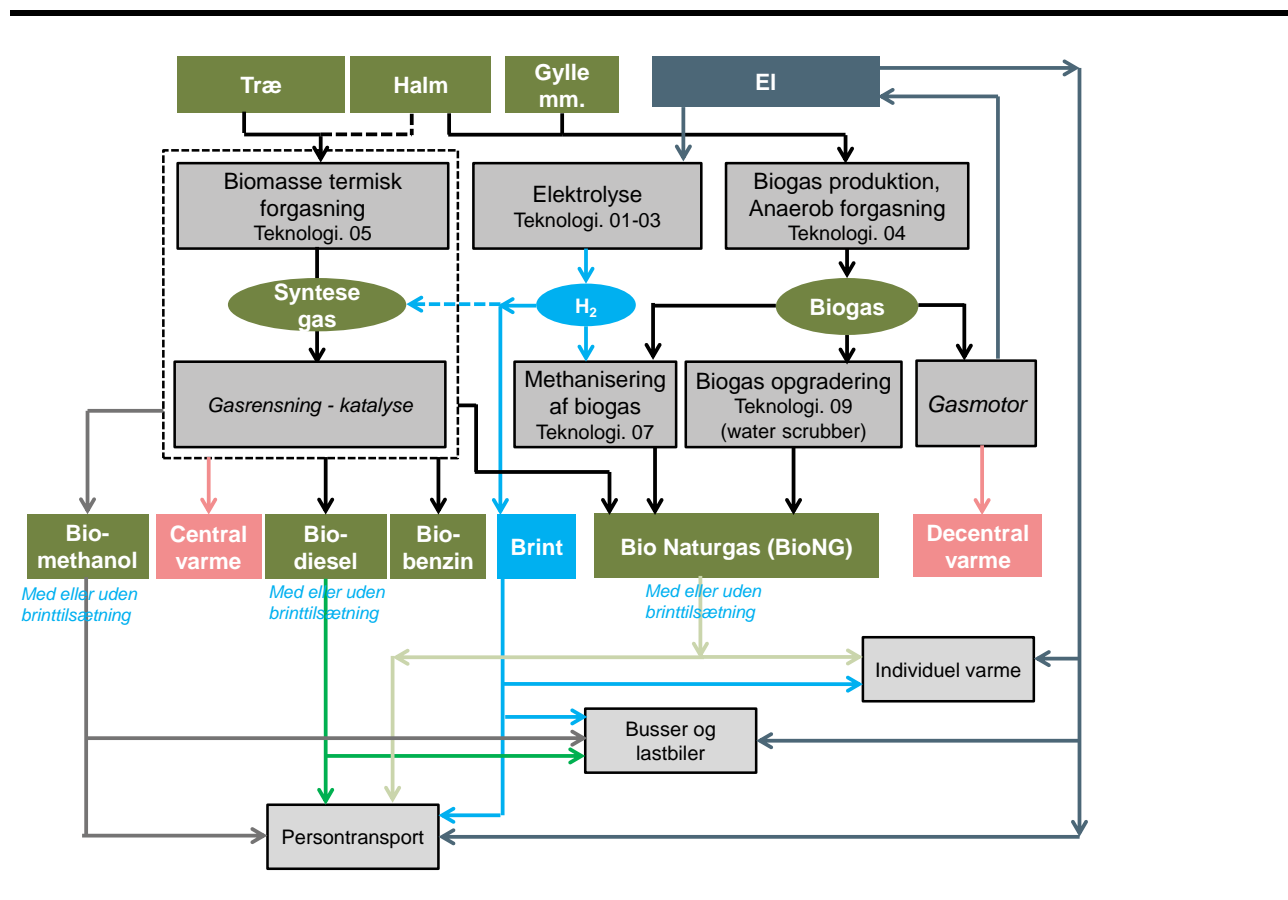 Træ
Halm
Gylle
mm.
El
Biomasse termisk
forgasning
Teknologi. 05
Elektrolyse
Teknologi. 01-03
Biogas produktion,
Anaerob forgasning
Teknologi. 04
Syntese
gas
H₂
Biogas
Gasrensning - katalyse
Methanisering
af biogas
Teknologi. 07
Biogas opgradering
Teknologi. 09
(water scrubber)
Gasmotor
Bio-
methanol
Central
varme
Bio-
diesel
Bio-
benzin
Brint
Bio Naturgas (BioNG)
Decentral
varme
Med eller uden
brinttilsætning
Med eller uden
brinttilsætning
Med eller uden
brinttilsætning
Individuel varme
Busser og
lastbiler
Persontransport